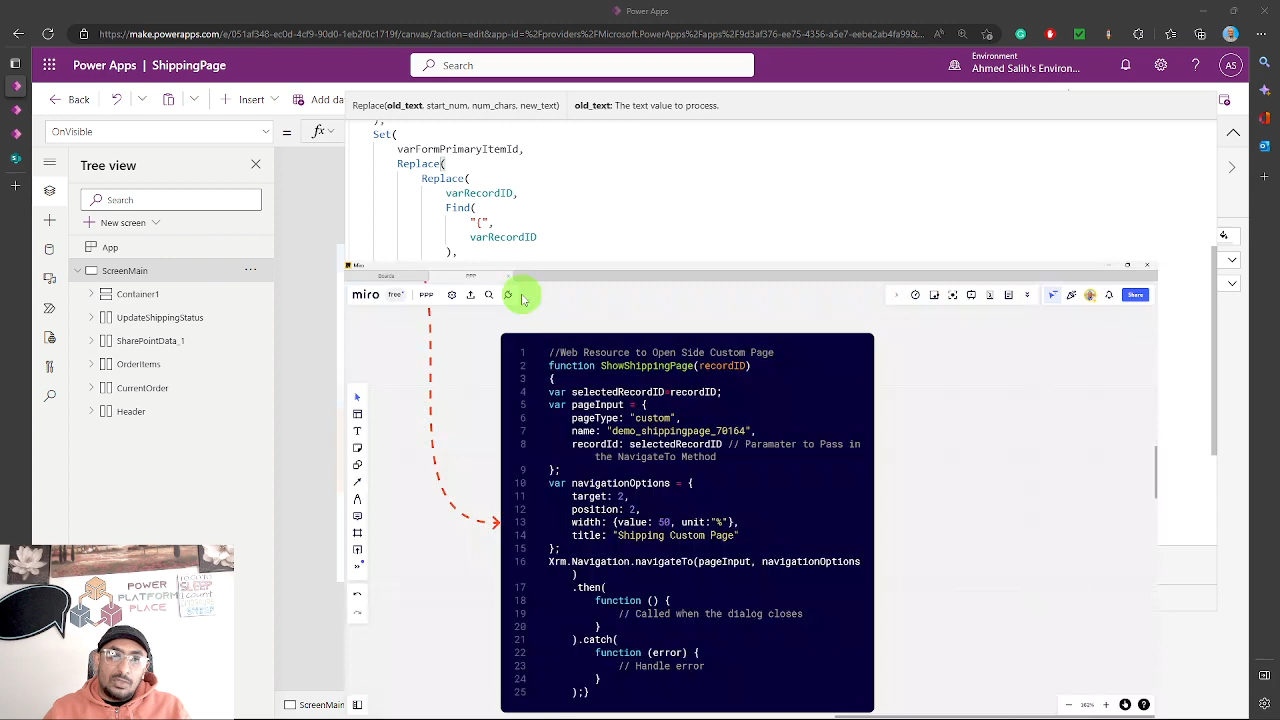 Power Apps
https://make.powerapps.com/e/051af548-ec0d-4df9-90d0-1eb2f0c1719f/canvas/?action=edit&app-id=%2Fproviders%2FMicrosoft.PowerApps%2Fapps%2F9d3af376-ee75-4356-a5e7-eebe2ab4f9938...
Power Apps | ShippingPage
Search
Environment
Ahmed Salih's Environ...
AS
Back
Insert
Add da
Replace(old_text, start_num, num_chars, new_text)
old_text: The text value to process.
OnVisible
=
fx
),
Set(
varFormPrimaryItemId,
Replace(
Replace(
varRecordID,
Find(
"{",
varRecordID
),
Tree view
Search
New screen
App
ScreenMain
Container1
UpdateShippingStatus
SharePointData_1
OrderItems
CurrentOrder
Header
Miro
PPP
miro
free
PPP
Share
1 //Web Resource to Open Side Custom Page
2 function ShowShippingPage(recordID)
3 {
4 var selectedRecordID=recordID;
5 var pageInput = {
6 pageType: "custom",
7 name: "demo_shippingpage_70164",
8 recordId: selectedRecordID // Paramater to Pass in
the NavigateTo Method
9 };
10 var navigationOptions = {
11 target: 2,
12 position: 2,
13 width: {value: 50, unit:"%"},
14 title: "Shipping Custom Page"
15 };
16 Xrm.Navigation.navigateTo(pageInput, navigationOptions
)
17 .then(
18 function () {
19 // Called when the dialog closes
20 }
21 ).catch(
22 function (error) {
23 // Handle error
24 }
25 );}
POWER
PLATFORM
PLACE
162%